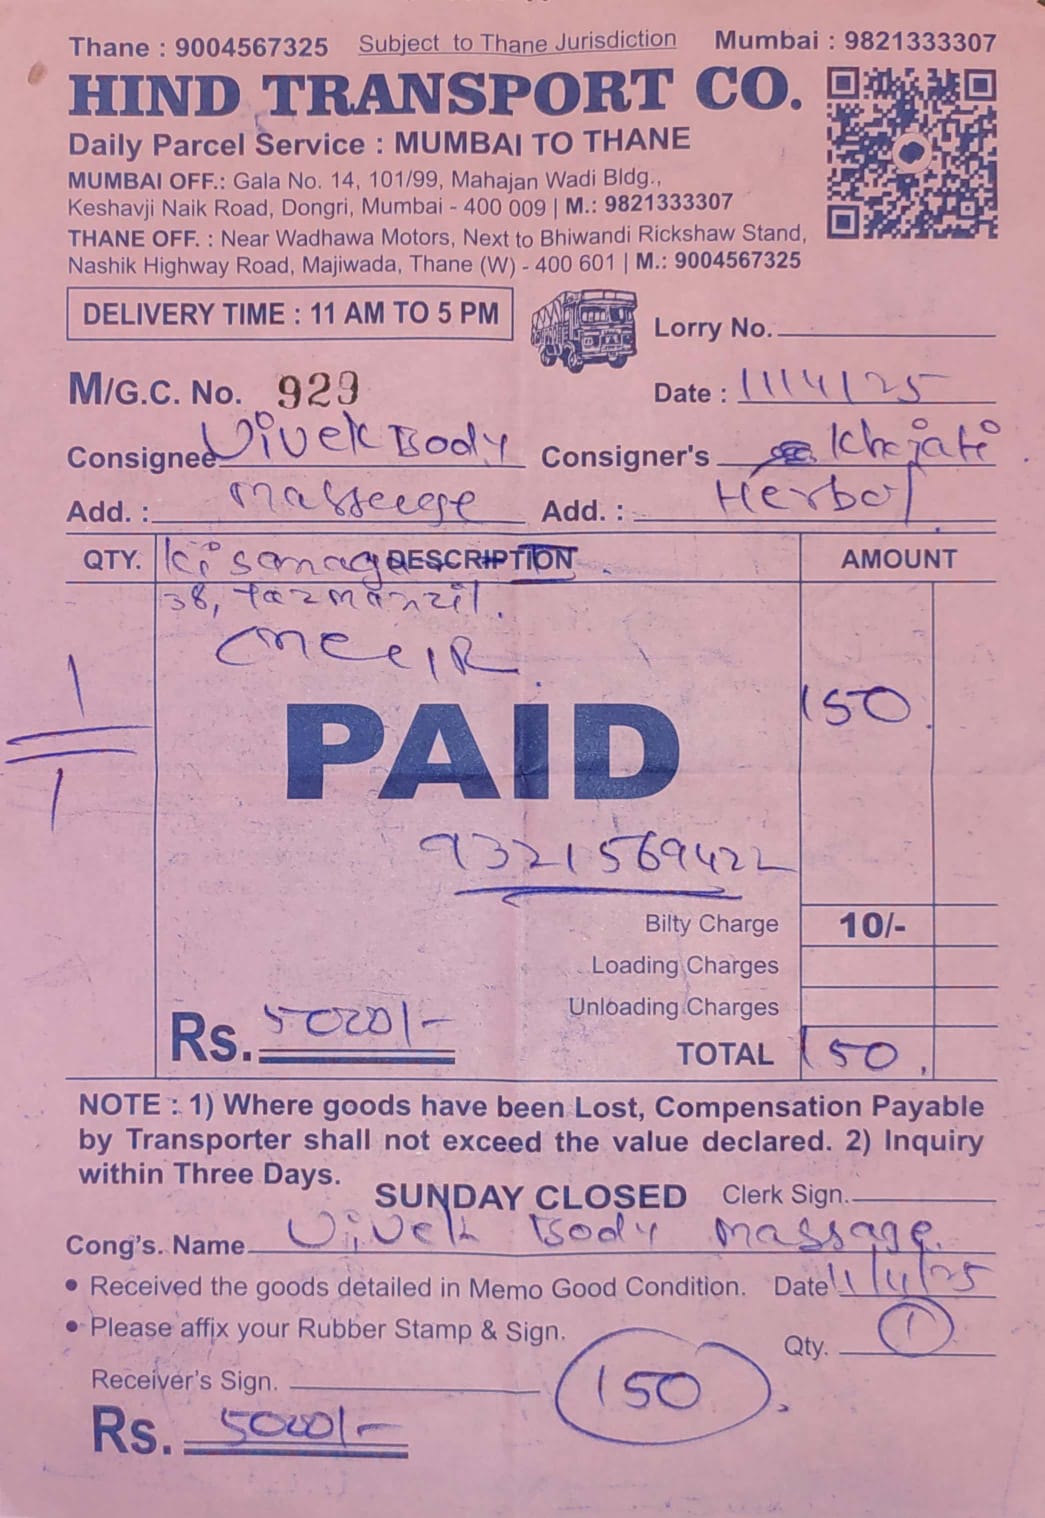 Thane : 9004567325 Subject to Thane Jurisdiction Mumbai : 9821333307
HIND TRANSPORT CO.
Daily Parcel Service : MUMBAI TO THANE
MUMBAI OFF.: Gala No. 14, 101/99, Mahajan Wadi Bldg.,
Keshavji Naik Road, Dongri, Mumbai - 400 009 | M.: 9821333307
THANE OFF. : Near Wadhawa Motors, Next to Bhiwandi Rickshaw Stand,
Nashik Highway Road, Majiwada, Thane (W) - 400 601 | M.: 9004567325
DELIVERY TIME : 11 AM TO 5 PM
Lorry No.
M/G.C. No. 929 Date : 11/4/25
Consignee Vivek Body Consigner's Khojati
Add. : Add. : Herbal
QTY. DESCRIPTION AMOUNT
38,
1 150
PAID
1
9321569422
Bilty Charge 10/-
Loading Charges
Unloading Charges
Rs. 5000/- TOTAL 150
NOTE : 1) Where goods have been Lost, Compensation Payable
by Transporter shall not exceed the value declared. 2) Inquiry
within Three Days.
SUNDAY CLOSED Clerk Sign.
Cong's. Name Vivek Body Massage
• Received the goods detailed in Memo Good Condition. Date 11/4/25
• Please affix your Rubber Stamp & Sign. Qty. 1
Receiver's Sign. 150
Rs. 5000/-